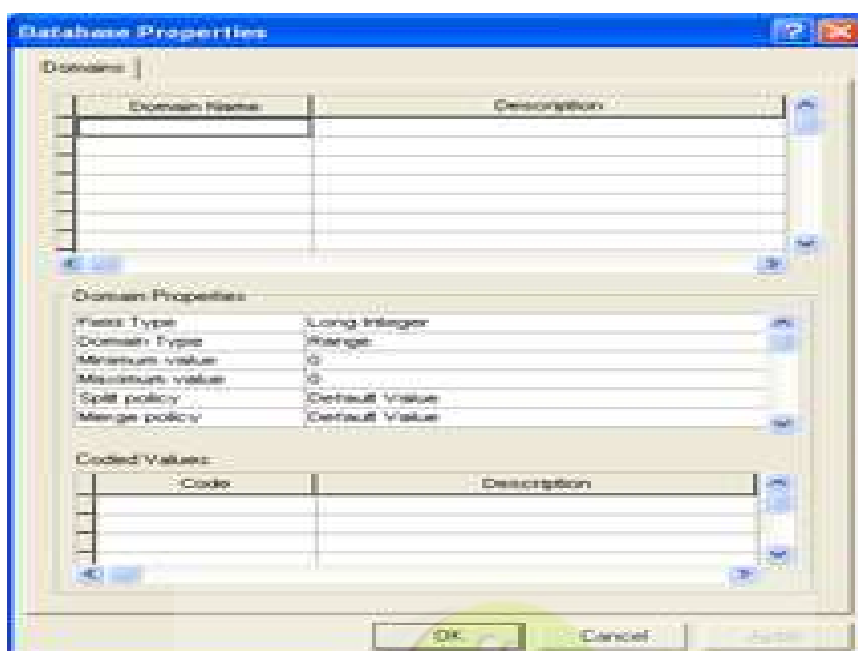 Database Properties
Domains
Domain Name Description
Domain Properties
Field Type Long Integer
Domain Type Range
Minimum value 0
Maximum value 0
Split policy Default Value
Merge policy Default Value
Coded Values:
Code Description
OK Cancel Apply